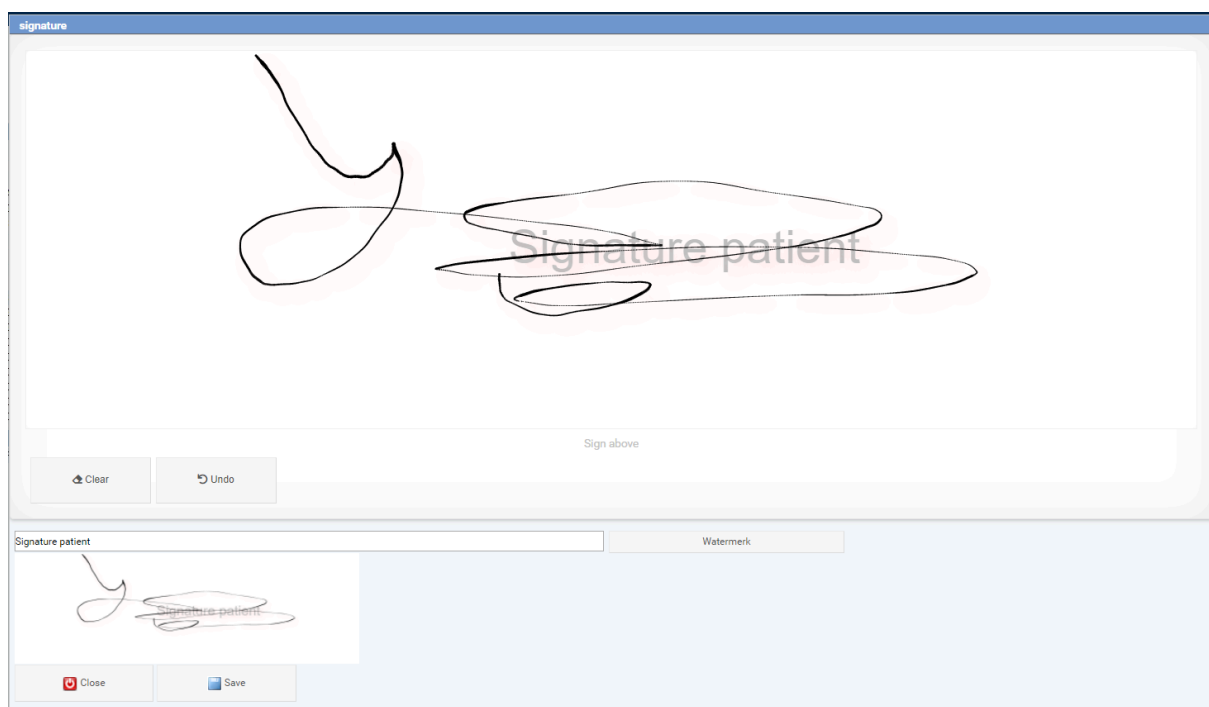 signature
Signature patient
Sign above
Clear
Undo
Signature patient
Watermerk
Signature patient
Close
Save